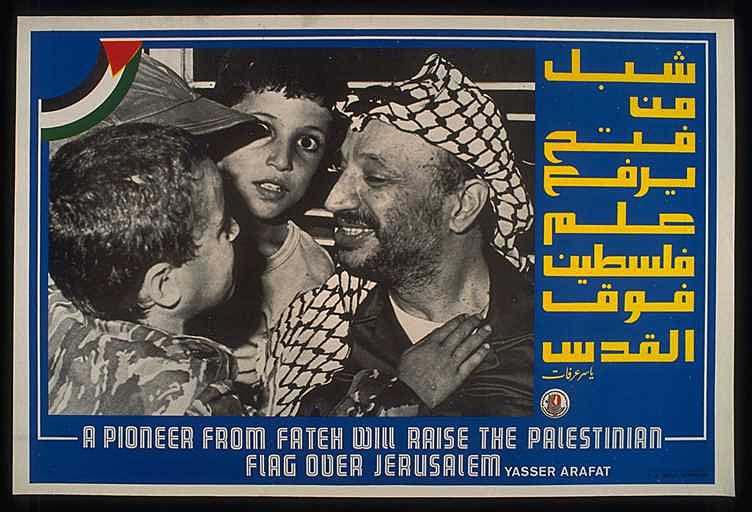 شبل
من
فتح
يرفع
علم
فلسطين
فوق
القدس
ياسر عرفات
A PIONEER FROM FATEH WILL RAISE THE PALESTINIAN
FLAG OVER JERUSALEM YASSER ARAFAT